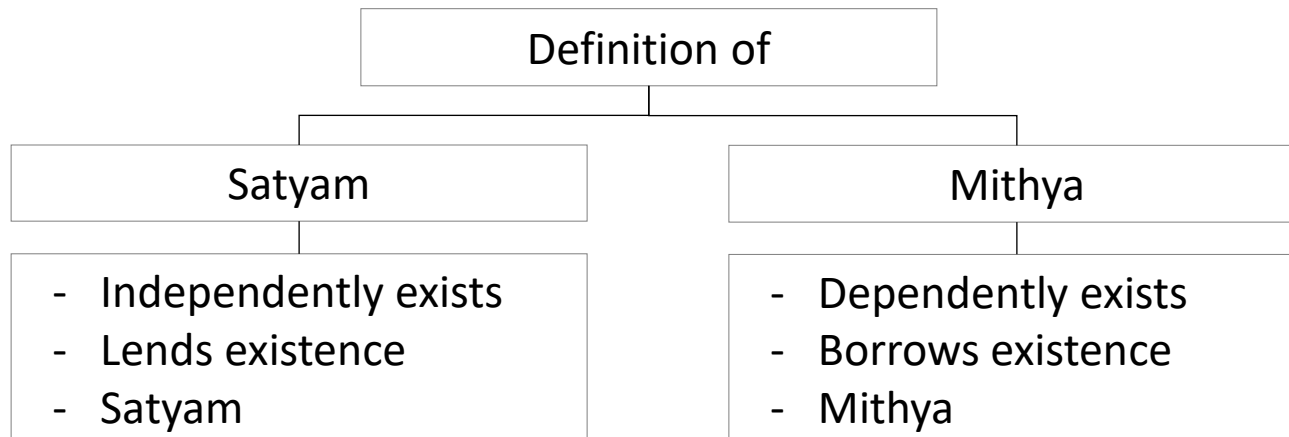 Definition of
Satyam
- Independently exists
- Lends existence
- Satyam
Mithya
- Dependently exists
- Borrows existence
- Mithya